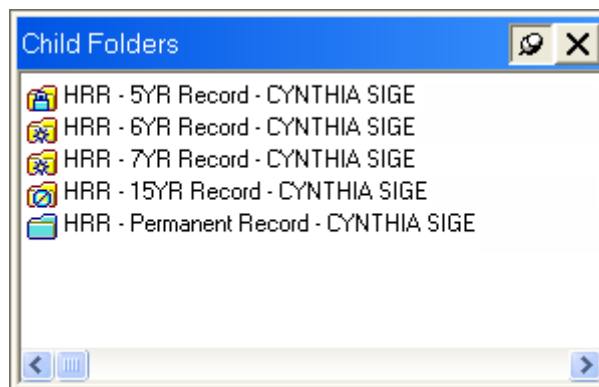 Child Folders
HRR - 5YR Record - CYNTHIA SIGE
HRR - 6YR Record - CYNTHIA SIGE
HRR - 7YR Record - CYNTHIA SIGE
HRR - 15YR Record - CYNTHIA SIGE
HRR - Permanent Record - CYNTHIA SIGE